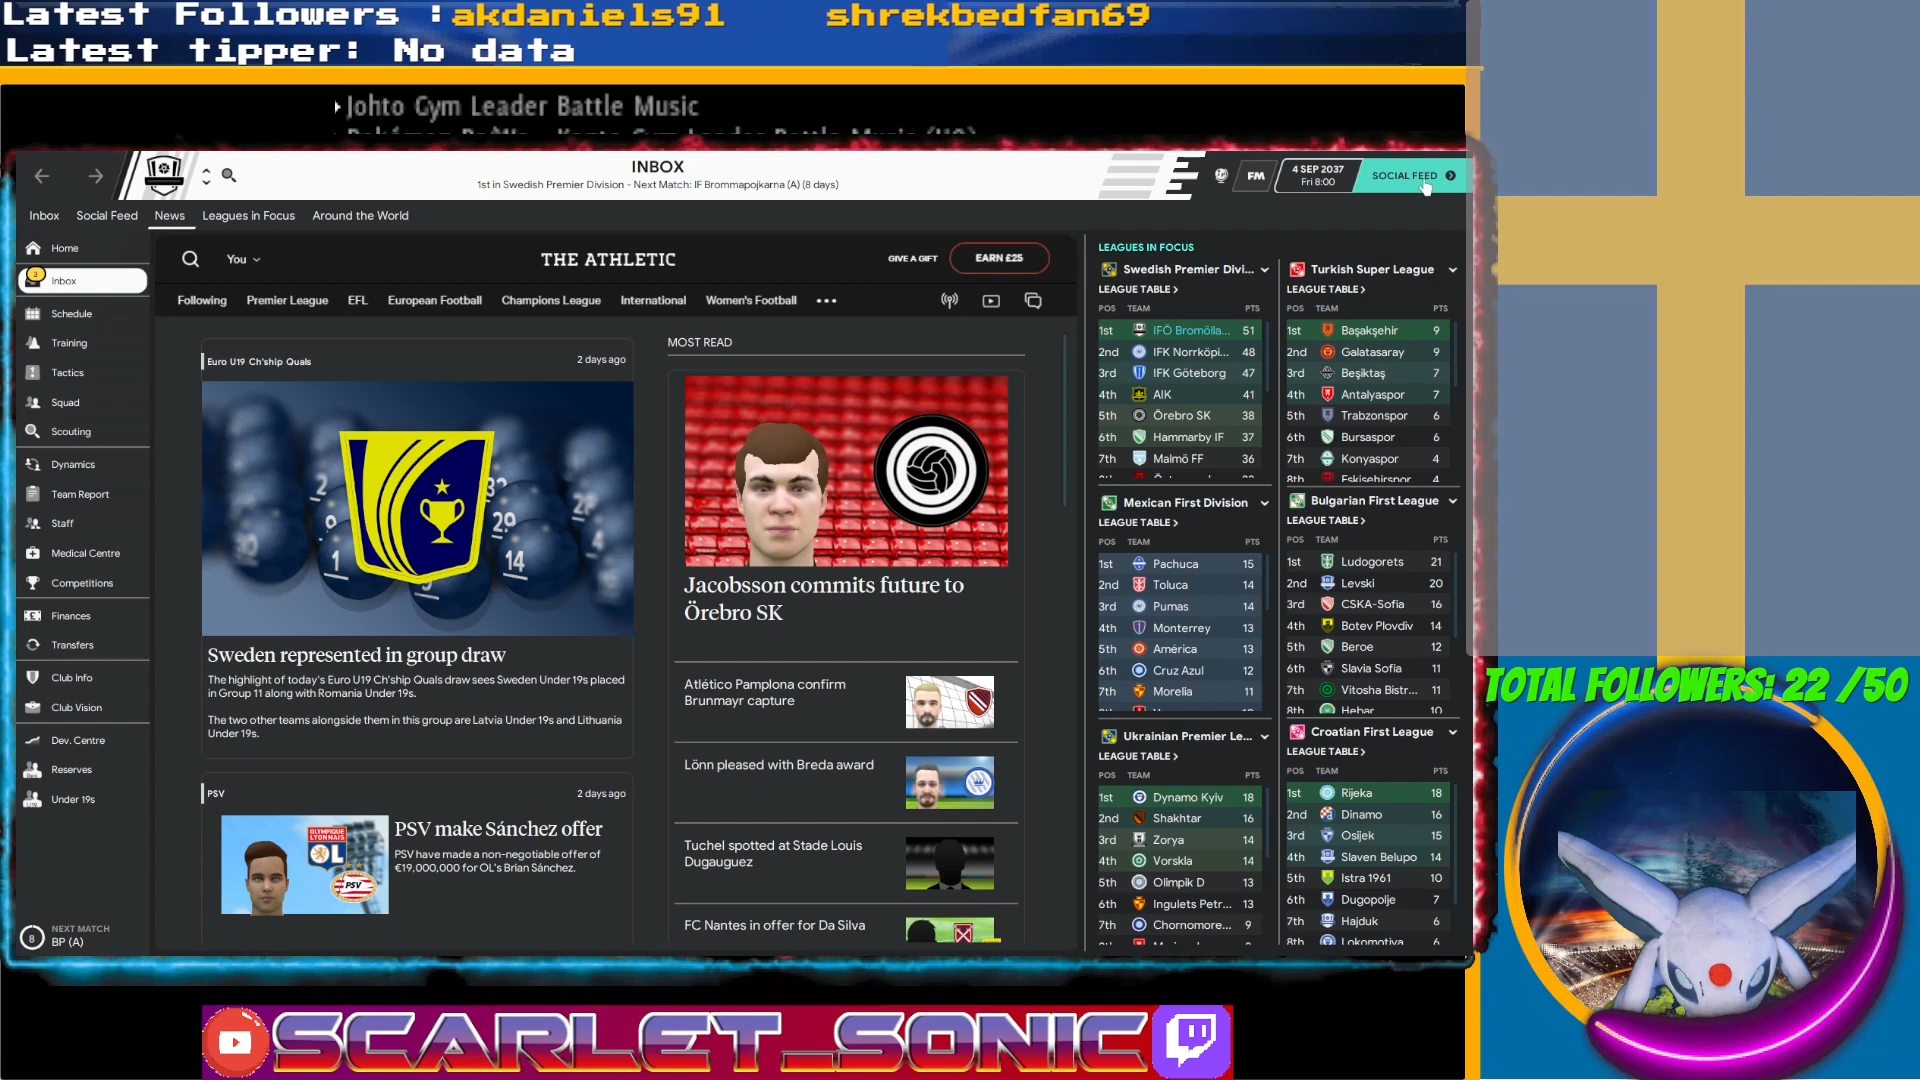 Latest Followers : akdaniels91 shrekbedfan69
Latest tipper: No data
Johto Gym Leader Battle Music
INBOX
1st in Swedish Premier Division - Next Match: IF Brommapojkarna (A) (8 days)
FM
4 SEP 2037
Fri 8:00
SOCIAL FEED
Inbox
Social Feed
News
Leagues in Focus
Around the World
Home
3
Inbox
Schedule
Training
Tactics
Squad
Scouting
Dynamics
Team Report
Staff
Medical Centre
Competitions
Finances
Transfers
Club Info
Club Vision
Dev. Centre
Reserves
Under 19s
8
NEXT MATCH
BP (A)
You
THE ATHLETIC
GIVE A GIFT
EARN £25
Following
Premier League
EFL
European Football
Champions League
International
Women's Football
Euro U19 Ch'ship Quals
2 days ago
Sweden represented in group draw
The highlight of today's Euro U19 Ch'ship Quals draw sees Sweden Under 19s placed
in Group 11 along with Romania Under 19s.
The two other teams alongside them in this group are Latvia Under 19s and Lithuania
Under 19s.
PSV
2 days ago
OLYMPIQUE
LYONNAIS
OL
PSV
PSV make Sánchez offer
PSV have made a non-negotiable offer of
€19,000,000 for OL's Brian Sánchez.
MOST READ
Jacobsson commits future to
Örebro SK
Atlético Pamplona confirm
Brunmayr capture
Lönn pleased with Breda award
Tuchel spotted at Stade Louis
Dugauguez
FC Nantes in offer for Da Silva
LEAGUES IN FOCUS
Swedish Premier Divi...
LEAGUE TABLE
POS TEAM PTS
1st IFÖ Bromölla... 51
2nd IFK Norrköpi... 48
3rd IFK Göteborg 47
4th AIK 41
5th Örebro SK 38
6th Hammarby IF 37
7th Malmö FF 36
Turkish Super League
LEAGUE TABLE
POS TEAM PTS
1st Başakşehir 9
2nd Galatasaray 9
3rd Beşiktaş 7
4th Antalyaspor 7
5th Trabzonspor 6
6th Bursaspor 6
7th Konyaspor 4
8th Eskişehirspor 4
Mexican First Division
LEAGUE TABLE
POS TEAM PTS
1st Pachuca 15
2nd Toluca 14
3rd Pumas 14
4th Monterrey 13
5th América 13
6th Cruz Azul 12
7th Morelia 11
Bulgarian First League
LEAGUE TABLE
POS TEAM PTS
1st Ludogorets 21
2nd Levski 20
3rd CSKA-Sofia 16
4th Botev Plovdiv 14
5th Beroe 12
6th Slavia Sofia 11
7th Vitosha Bistr... 11
8th Hebar 10
Ukrainian Premier Le...
LEAGUE TABLE
POS TEAM PTS
1st Dynamo Kyiv 18
2nd Shakhtar 16
3rd Zorya 14
4th Vorskla 14
5th Olimpik D 13
6th Ingulets Petr... 13
7th Chornomore... 9
Croatian First League
LEAGUE TABLE
POS TEAM PTS
1st Rijeka 18
2nd Dinamo 16
3rd Osijek 15
4th Slaven Belupo 14
5th Istra 1961 10
6th Dugopolje 7
7th Hajduk 6
8th Lokomotiva 6
TOTAL FOLLOWERS: 22 /50
SCARLET_SONIC